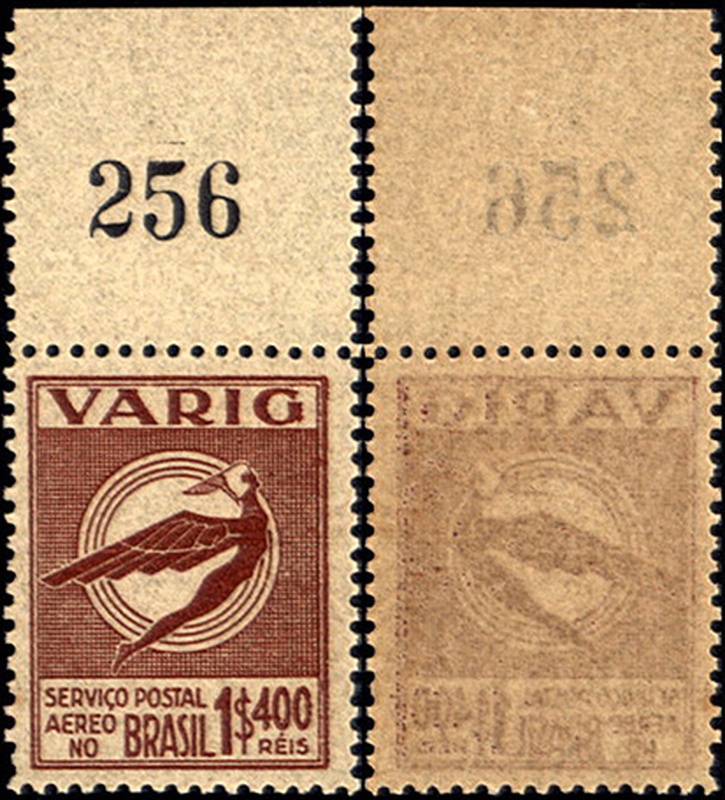 256
VARIG
SERVIÇO POSTAL
AEREO
NO BRASIL 1$400
RÉIS